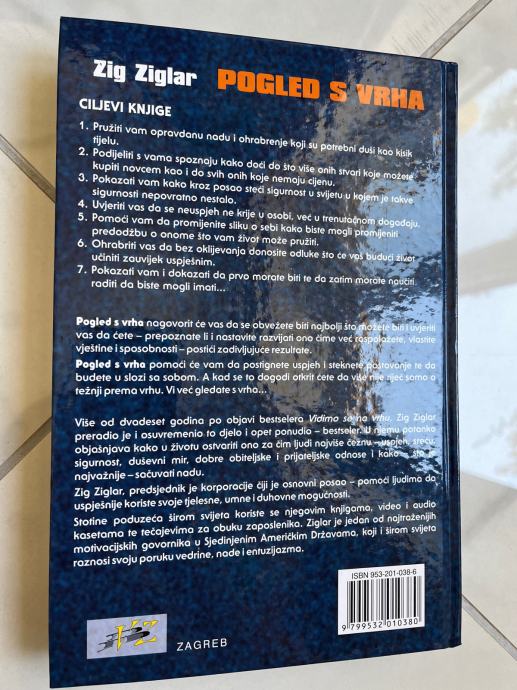 Zig Ziglar POGLED S VRHA
CILJEVI KNJIGE
1. Pružiti vam opravdanu nadu i ohrabrenje koji su potrebni duši kao kisik
tijelu.
2. Podijeliti s vama spoznaju kako doći do što više onih stvari koje možete
kupiti novcem kao i do svih onih koje nemaju cijenu.
3. Pokazati vam kako kroz posao steći sigurnost u svijetu u kojem je takve
sigurnosti nepovratno nestalo.
4. Uvjeriti vas da se neuspjeh ne krije u osobi, već u trenutačnom događaju.
5. Pomoći vam da promijenite sliku o sebi kako biste mogli promijeniti
predodžbu o onome što vam život može pružiti.
6. Ohrabriti vas da bez oklijevanja donosite odluke što će vaš budući život
učiniti zauvijek uspješnim.
7. Pokazati vam i dokazati da prvo morate biti te da zatim morate naučiti
raditi da biste mogli imati...
Pogled s vrha nagovorit će vas da se obvežete biti najbolji što možete biti i uvjeriti
vas da ćete – prepoznate li i nastavite razvijati ono čime već raspolažete, vlastite
vještine i sposobnosti – postići zadivljujuće rezultate.
Pogled s vrha pomoći će vam da postignete uspjeh i steknete poštovanje te da
budete u slozi sa sobom. A kad se to dogodi otkrit ćete da više nije riječ samo o
težnji prema vrhu. Vi već gledate s vrha...
Više od dvadeset godina po objavi bestselera Vidimo se na vrhu, Zig Ziglar
preradio je i osuvremenio to djelo i opet ponudio – bestseler. U njemu potanko
objašnjava kako u životu ostvariti ono za čim ljudi najviše čeznu – uspjeh, sreću,
sigurnost, duševni mir, dobre obiteljske i prijateljske odnose i kako – što je
najvažnije – sačuvati nadu.
Zig Ziglar, predsjednik je korporacije čiji je osnovni posao – pomoći ljudima da
uspješnije koriste svoje tjelesne, umne i duhovne mogućnosti.
Stotine poduzeća širom svijeta koriste se njegovim knjigama, video i audio
kasetama te tečajevima za obuku zaposlenika. Ziglar je jedan od najtraženijih
motivacijskih govornika u Sjedinjenim Američkim Državama, koji i širom svijeta
raznosi svoju poruku vedrine, nade i entuzijazma.
ISBN 953-201-038-6
9 799532 010380
VZ
ZAGREB